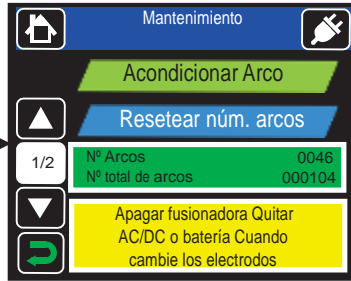 Mantenimiento
Acondicionar Arco
Resetear núm. arcos
1/2
Nº Arcos 0046
Nº total de arcos 000104
Apagar fusionadora Quitar
AC/DC o batería Cuando
cambie los electrodos